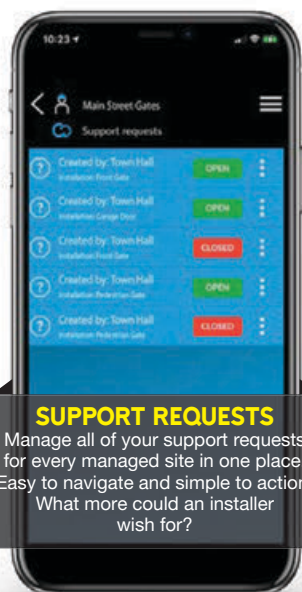 10:23
Main Street Gates
Support requests
Created by: Town Hall
Installation Front Gate
OPEN
Created by: Town Hall
Installation Garage Door
OPEN
Created by: Town Hall
Installation Front Gate
CLOSED
Created by: Town Hall
Installation Pedestrian Gate
OPEN
Created by: Town Hall
Installation Pedestrian Gate
CLOSED
SUPPORT REQUESTS
Manage all of your support requests
for every managed site in one place
Easy to navigate and simple to action
What more could an installer
wish for?